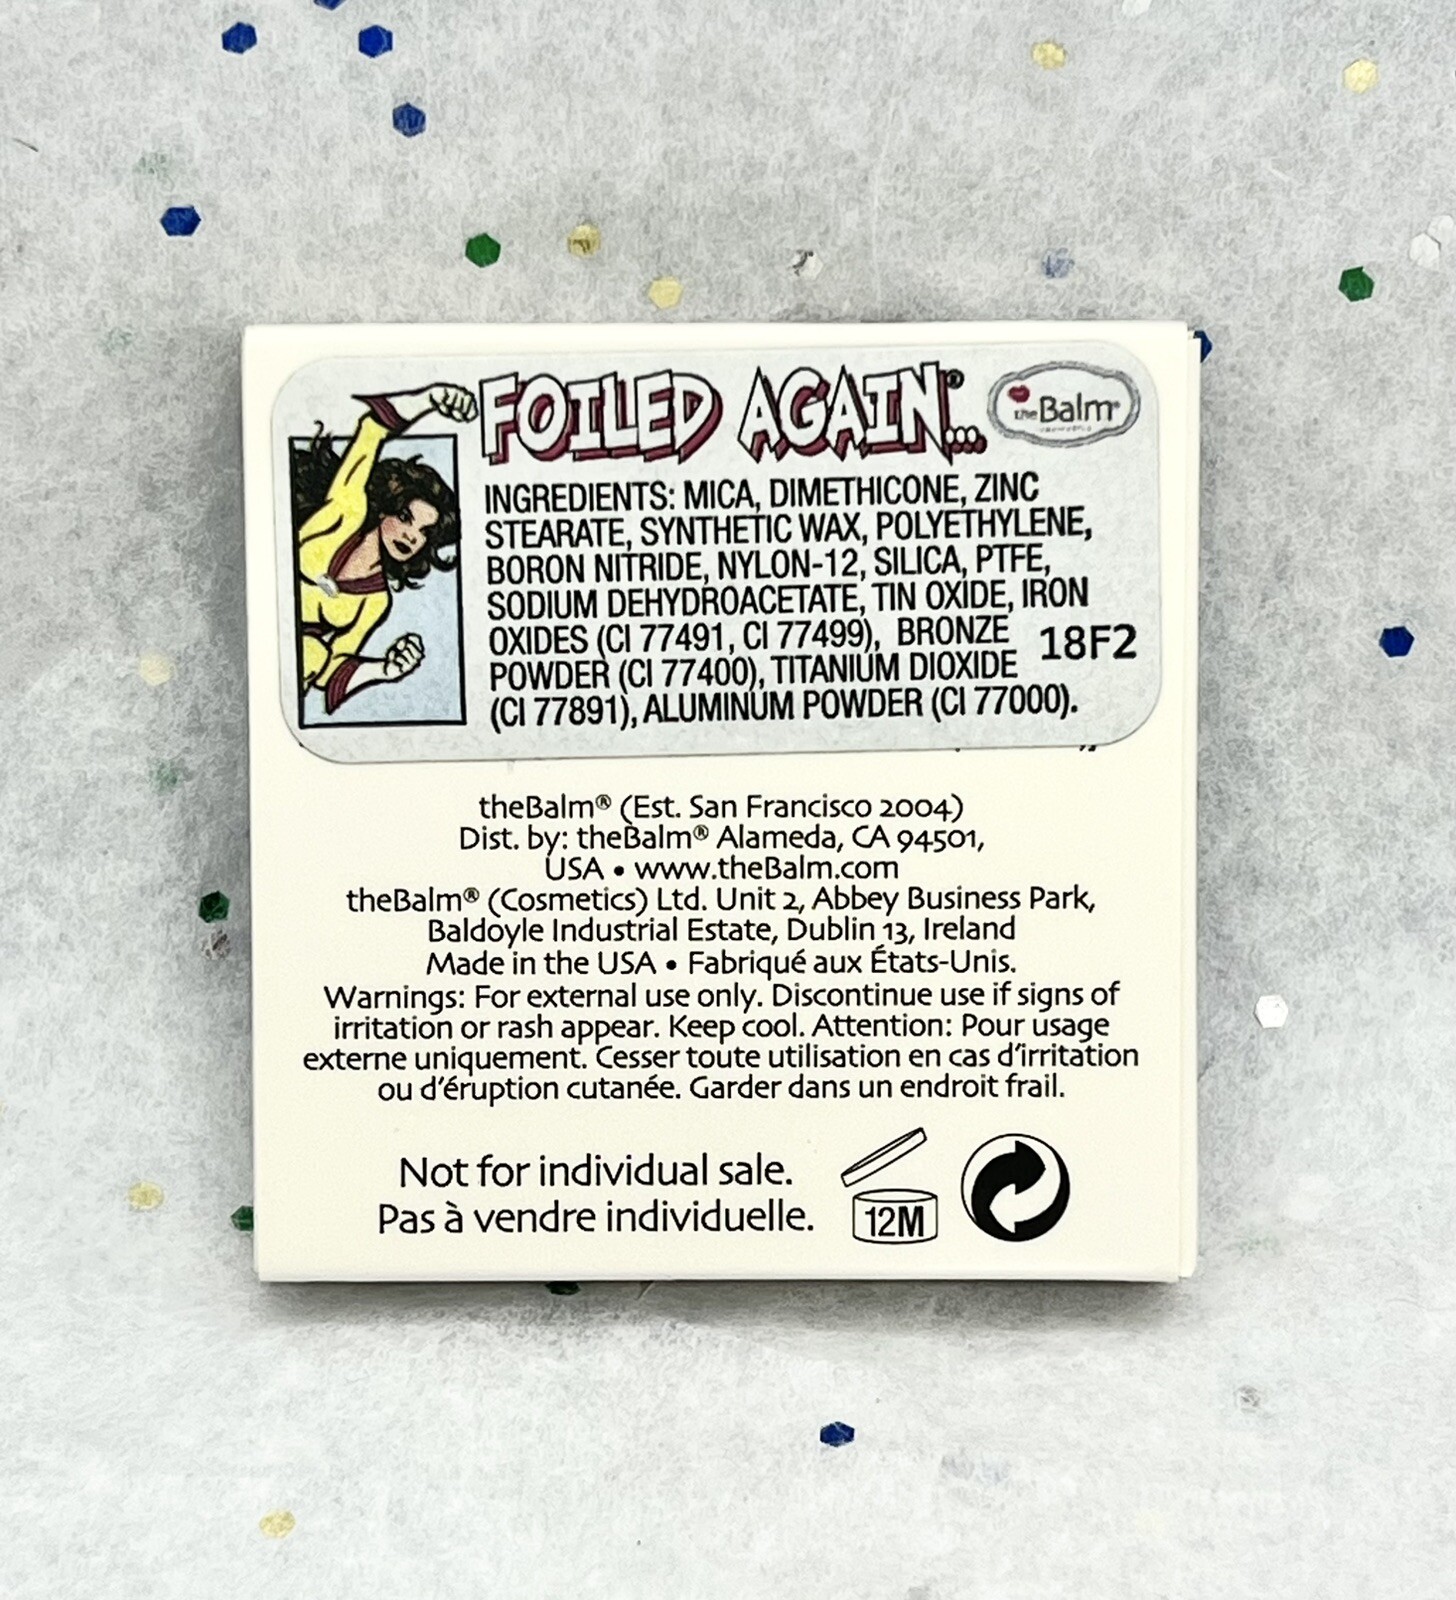 FOILED AGAIN®...
theBalm®
INGREDIENTS: MICA, DIMETHICONE, ZINC
STEARATE, SYNTHETIC WAX, POLYETHYLENE,
BORON NITRIDE, NYLON-12, SILICA, PTFE,
SODIUM DEHYDROACETATE, TIN OXIDE, IRON
OXIDES (CI 77491, CI 77499), BRONZE
POWDER (CI 77400), TITANIUM DIOXIDE
(CI 77891), ALUMINUM POWDER (CI 77000).
18F2
theBalm® (Est. San Francisco 2004)
Dist. by: theBalm® Alameda, CA 94501,
USA • www.theBalm.com
theBalm® (Cosmetics) Ltd. Unit 2, Abbey Business Park,
Baldoyle Industrial Estate, Dublin 13, Ireland
Made in the USA • Fabriqué aux États-Unis.
Warnings: For external use only. Discontinue use if signs of
irritation or rash appear. Keep cool. Attention: Pour usage
externe uniquement. Cesser toute utilisation en cas d'irritation
ou d'éruption cutanée. Garder dans un endroit frail.
Not for individual sale.
Pas à vendre individuelle.
12M